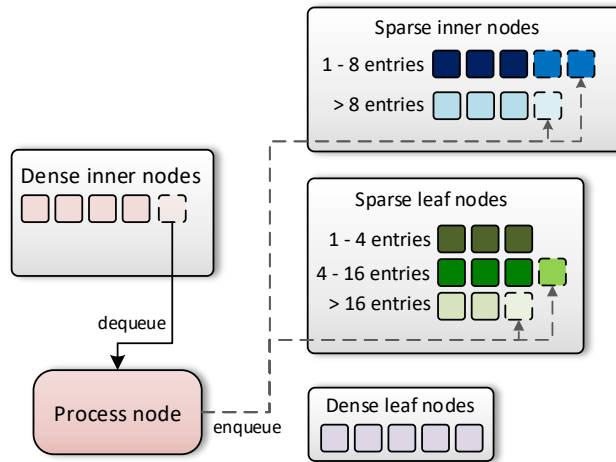 Sparse inner nodes
1 - 8 entries
> 8 entries
Dense inner nodes
Sparse leaf nodes
1 - 4 entries
4 - 16 entries
> 16 entries
dequeue
Process node
enqueue
Dense leaf nodes